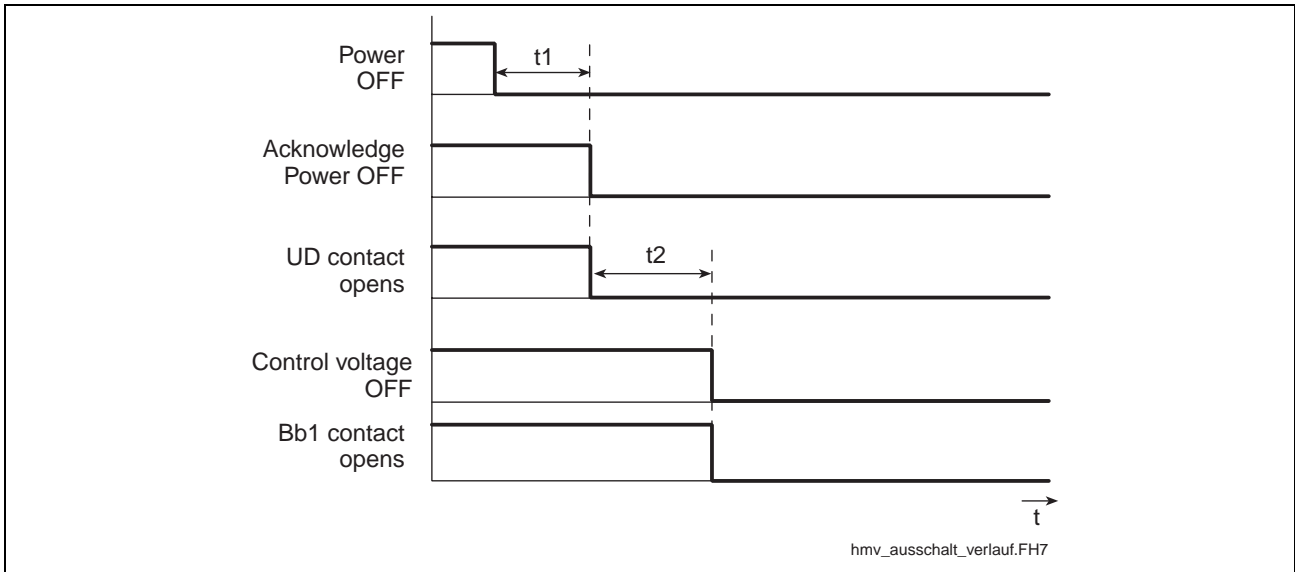 Power
OFF
t1
Acknowledge
Power OFF
UD contact
opens
t2
Control voltage
OFF
Bb1 contact
opens
t
hmv_ausschalt_verlauf.FH7